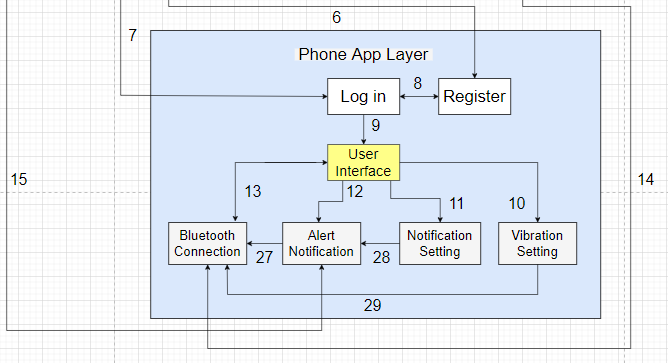 6
7
Phone App Layer
Log in
8
Register
9
User
Interface
15
14
13
12
11
10
Bluetooth
Connection
27
Alert
Notification
28
Notification
Setting
Vibration
Setting
29